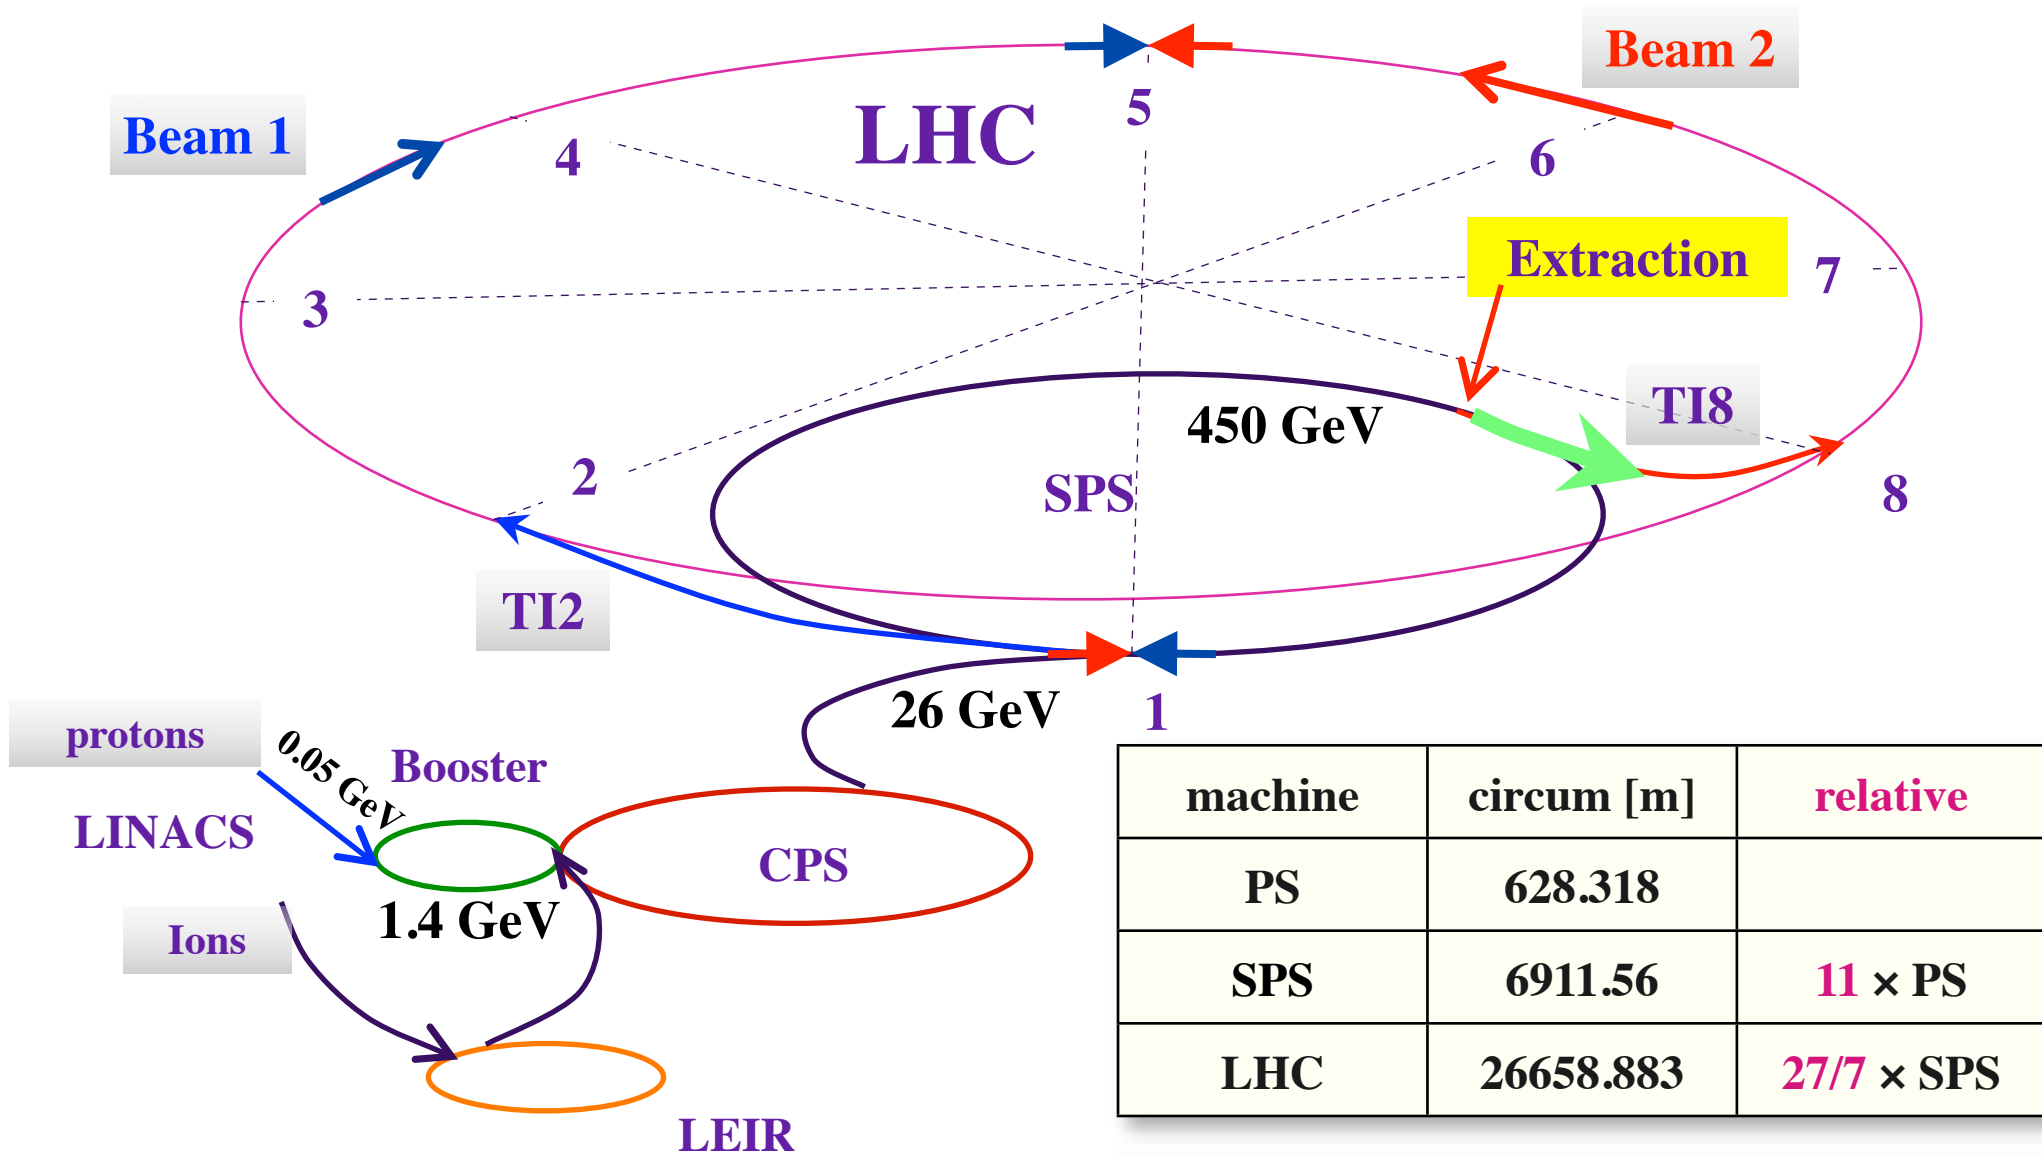 Beam 2
5
LHC
Beam 1
4
6
Extraction
7
3
TI8
450 GeV
2
SPS
8
TI2
26 GeV
1
protons
0.05 GeV
Booster
LINACS
CPS
1.4 GeV
Ions
LEIR
machine circum [m] relative
PS 628.318
SPS 6911.56 11 × PS
LHC 26658.883 27/7 × SPS